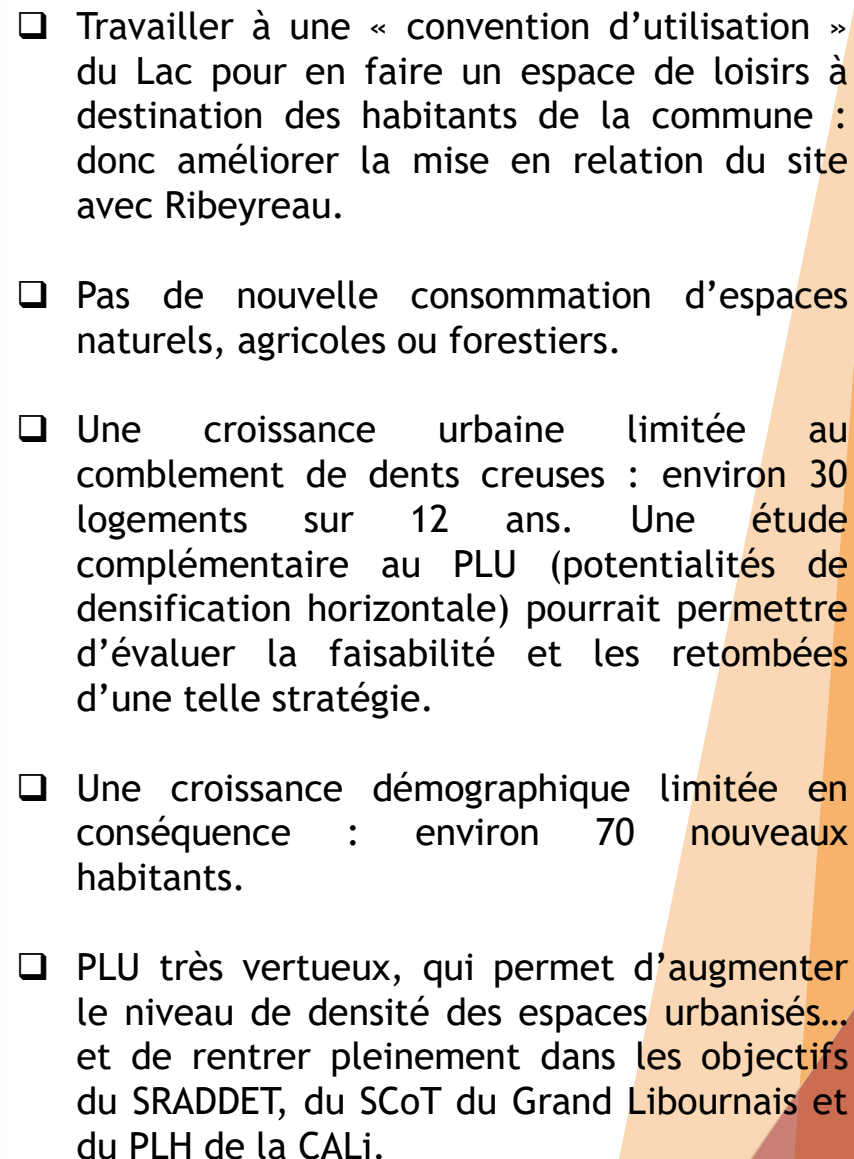 ❑ Travailler à une « convention d’utilisation »
du Lac pour en faire un espace de loisirs à
destination des habitants de la commune :
donc améliorer la mise en relation du site
avec Ribeyreau.
❑ Pas de nouvelle consommation d’espaces
naturels, agricoles ou forestiers.
❑ Une croissance urbaine limitée au
comblement de dents creuses : environ 30
logements sur 12 ans. Une étude
complémentaire au PLU (potentialités de
densification horizontale) pourrait permettre
d’évaluer la faisabilité et les retombées
d’une telle stratégie.
❑ Une croissance démographique limitée en
conséquence : environ 70 nouveaux
habitants.
❑ PLU très vertueux, qui permet d’augmenter
le niveau de densité des espaces urbanisés…
et de rentrer pleinement dans les objectifs
du SRADDET, du SCoT du Grand Libournais et
du PLH de la CALi.